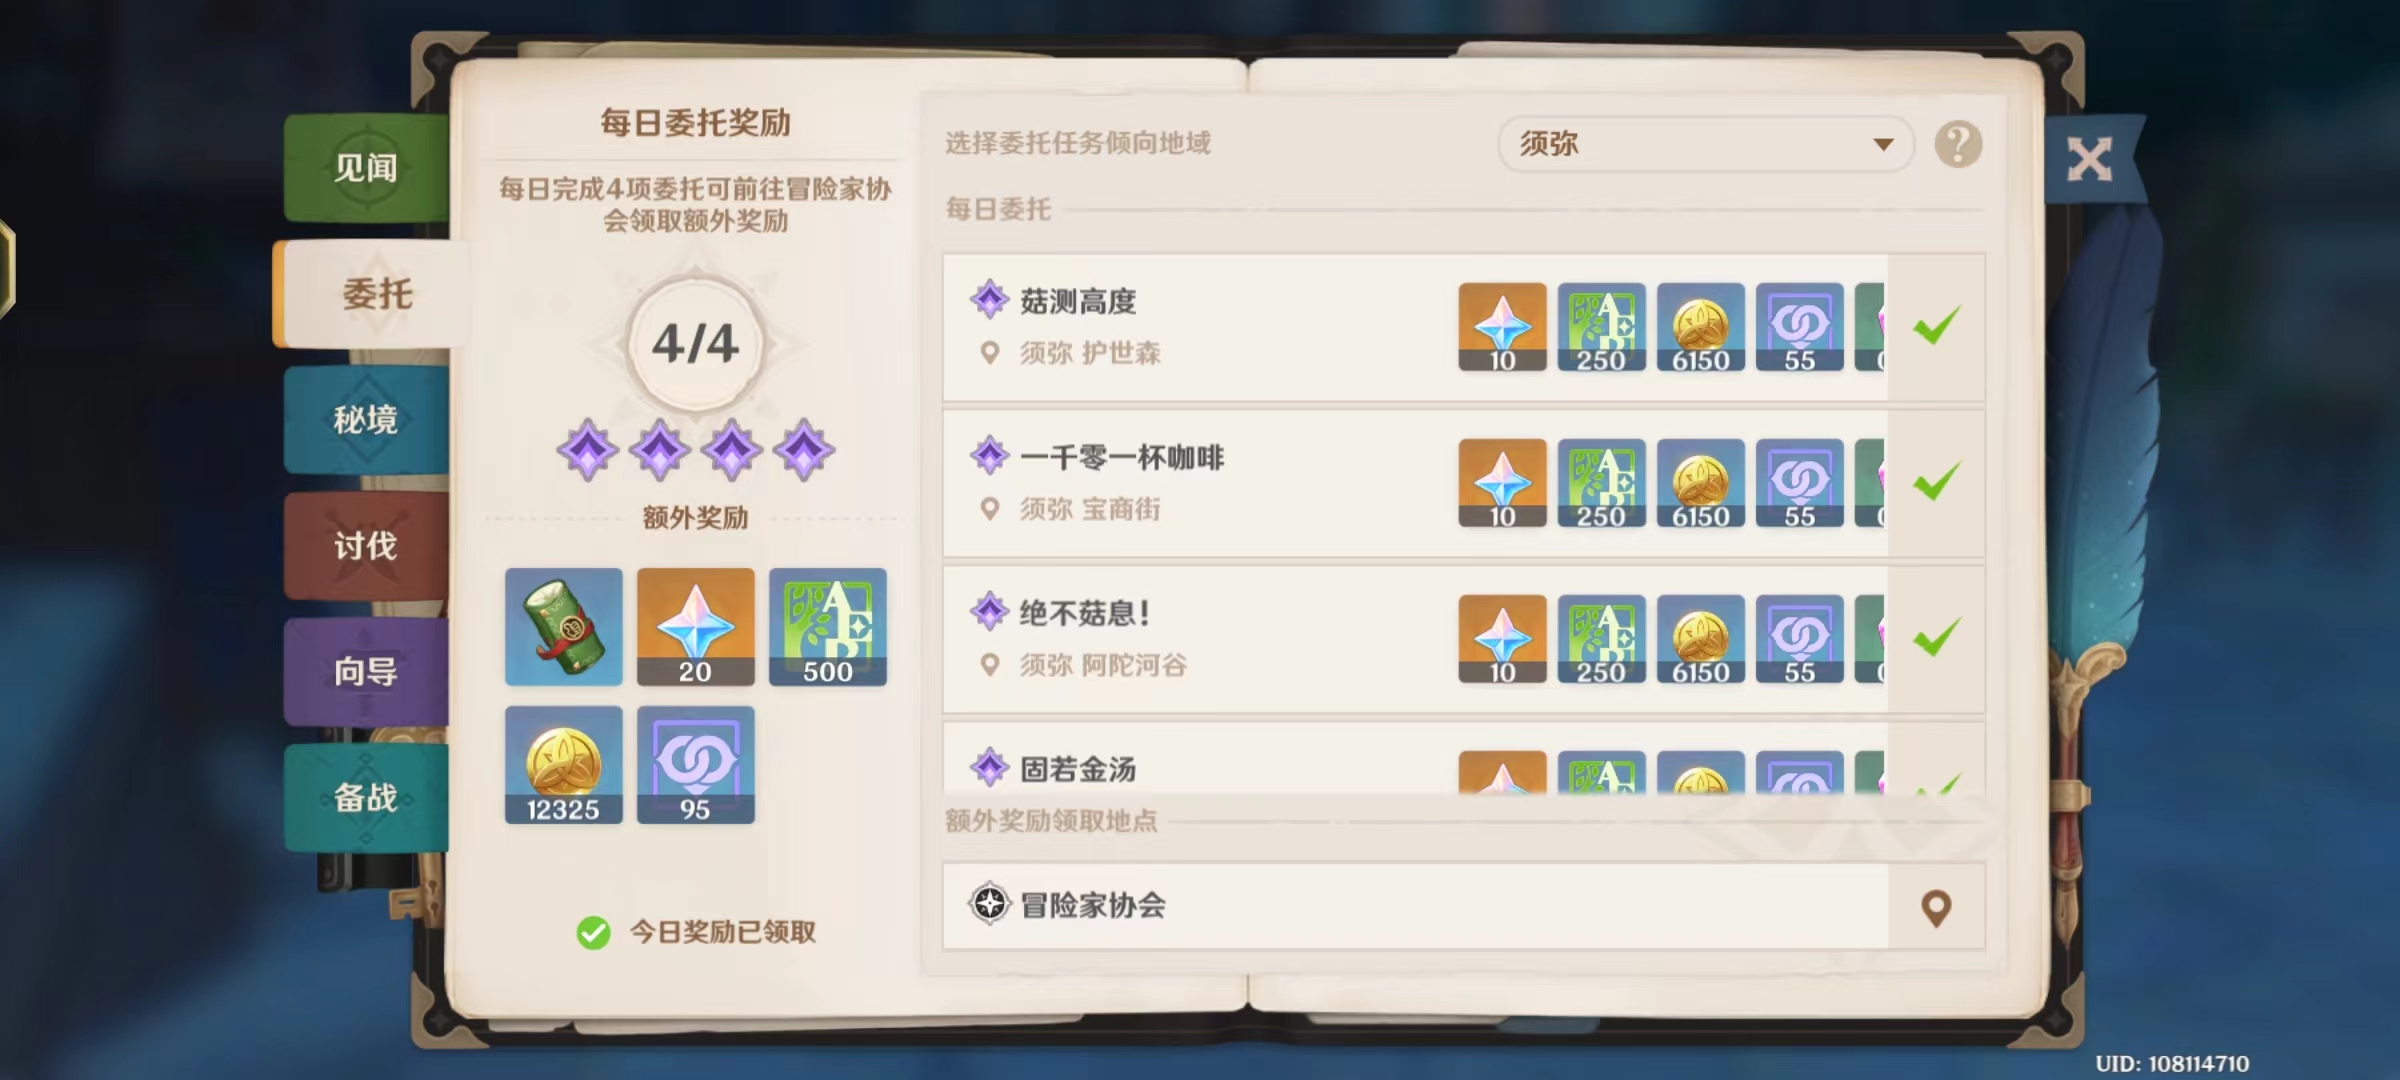 见闻
委托
秘境
讨伐
向导
备战
每日委托奖励
每日完成4项委托可前往冒险家协
会领取额外奖励
4/4
额外奖励
20
500
12325
95
今日奖励已领取
选择委托任务倾向地域
须弥
?
每日委托
菇测高度
须弥 护世森
10
250
6150
55
一千零一杯咖啡
须弥 宝商街
10
250
6150
55
绝不菇息！
须弥 阿陀河谷
10
250
6150
55
固若金汤
额外奖励领取地点
冒险家协会
UID: 108114710